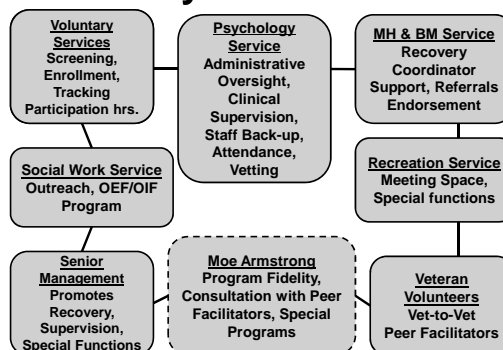 Voluntary
Services
Screening,
Enrollment,
Tracking
Participation hrs.
Psychology
Service
Administrative
Oversight,
Clinical
Supervision,
Staff Back-up,
Attendance,
Vetting
MH & BM Service
Recovery
Coordinator
Support, Referrals
Endorsement
Social Work Service
Outreach, OEF/OIF
Program
Recreation Service
Meeting Space,
Special functions
Senior
Management
Promotes
Recovery,
Supervision,
Special Functions
Moe Armstrong
Program Fidelity,
Consultation with Peer
Facilitators, Special
Programs
Veteran
Volunteers
Vet-to-Vet
Peer Facilitators